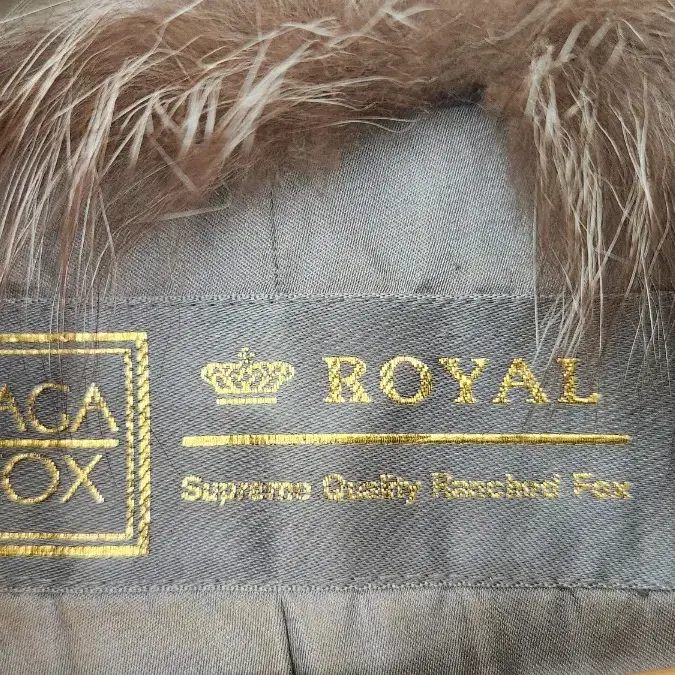 AGA
OX
ROYAL
Supreme Quality Ranched Fox